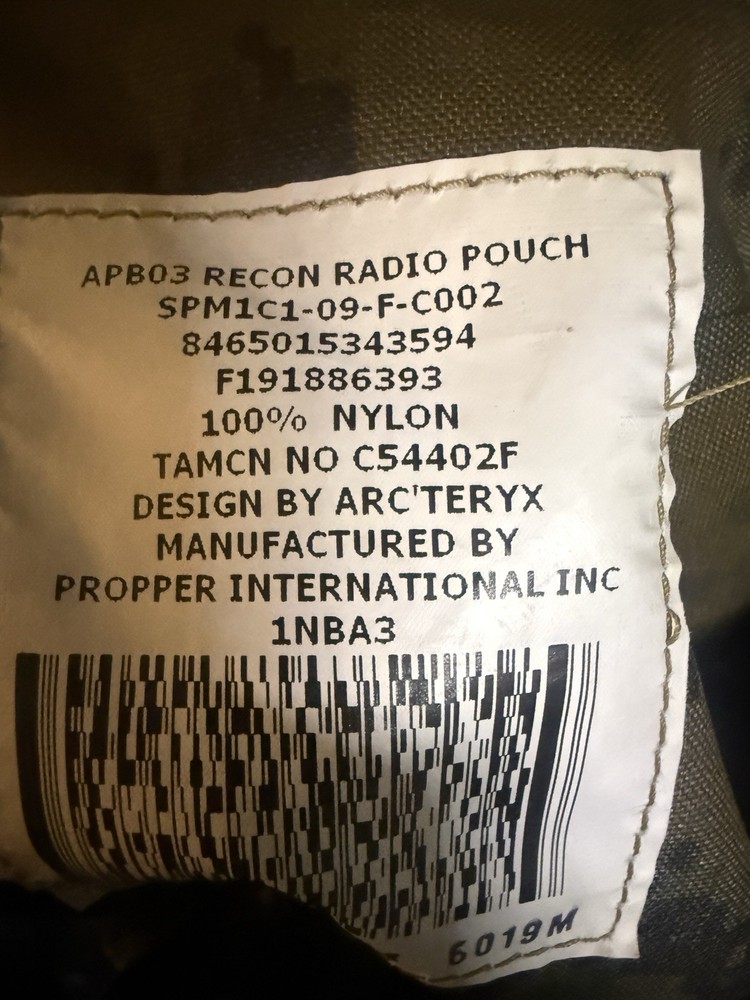 APB03 RECON RADIO POUCH
SPM1C1-09-F-C002
8465015343594
F191886393
100% NYLON
TAMCN NO C54402F
DESIGN BY ARC'TERYX
MANUFACTURED BY
PROPPER INTERNATIONAL INC
1NBA3
6019M